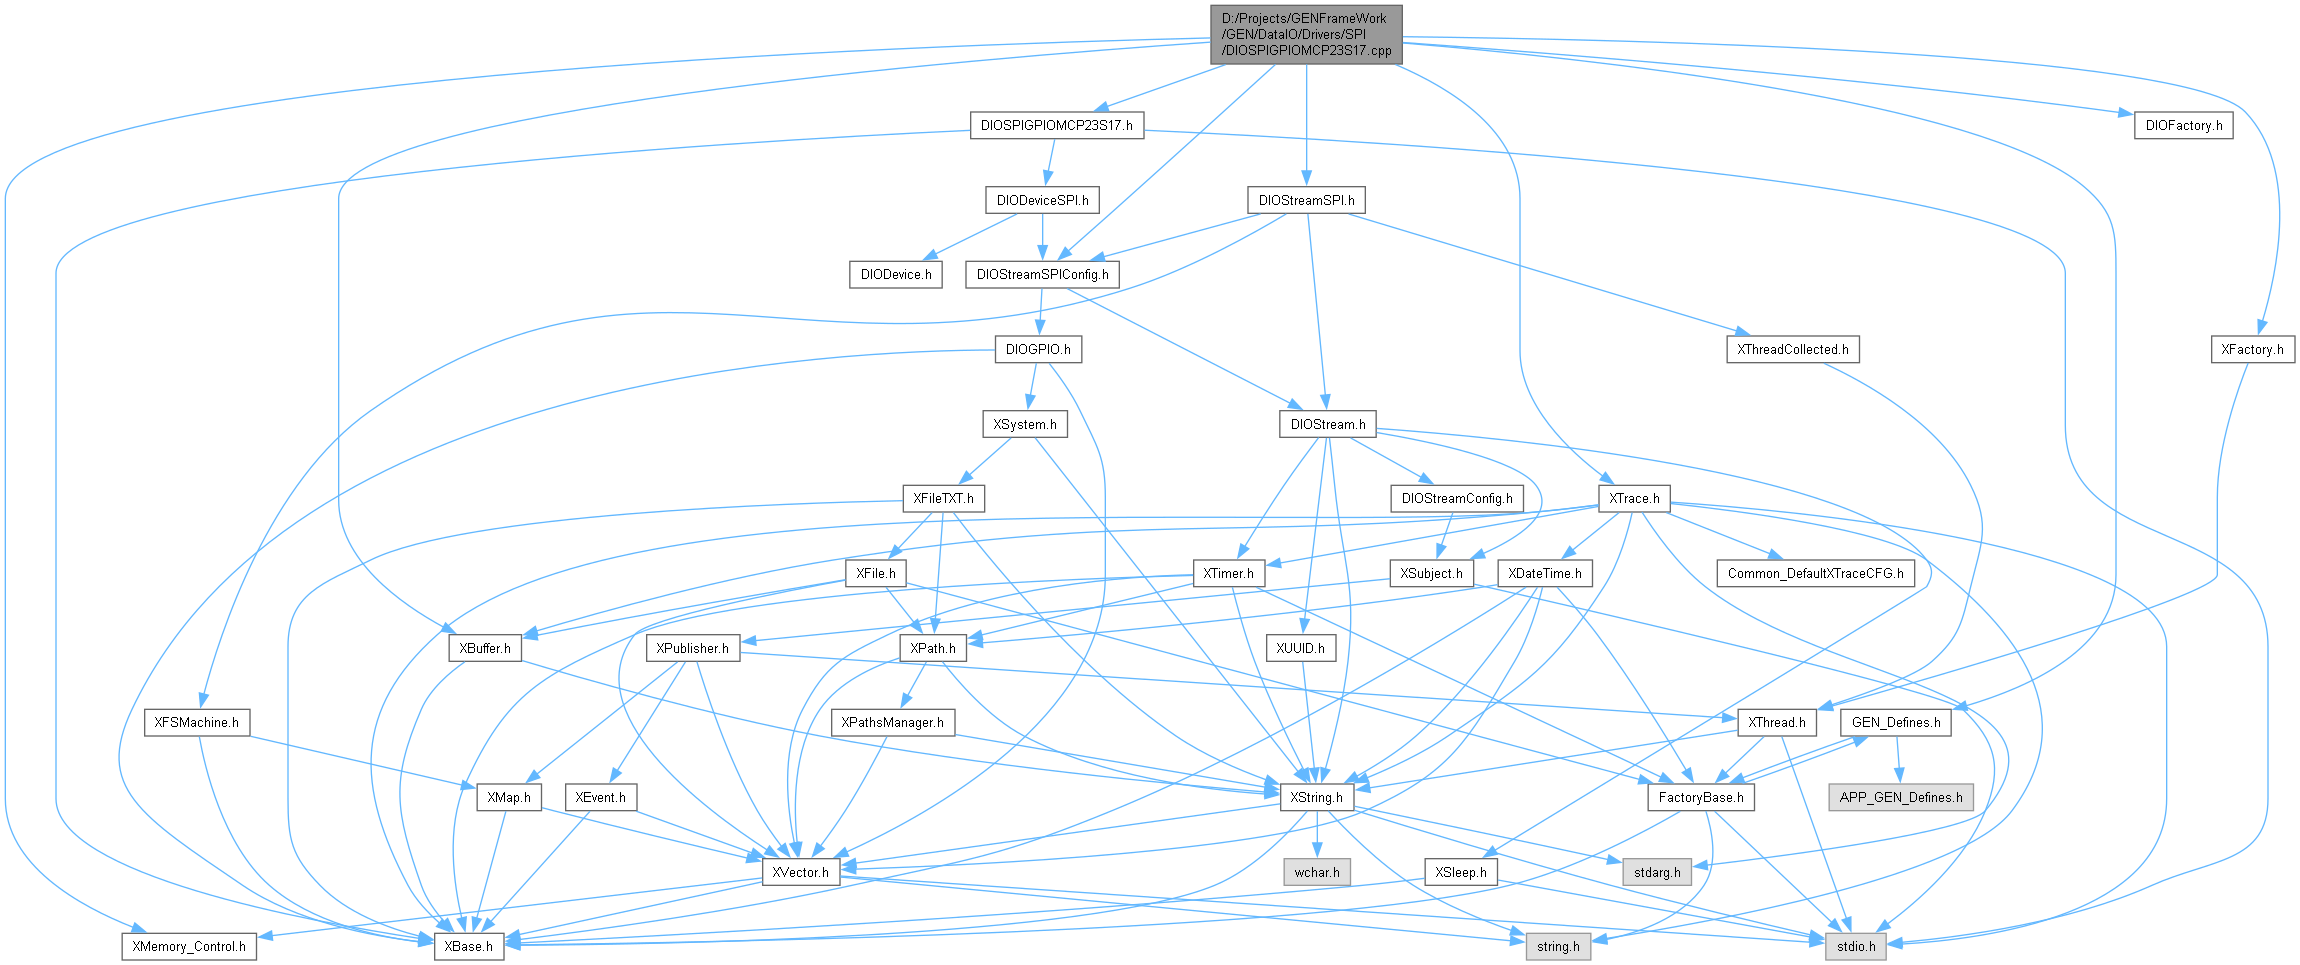 D:/Projects/GENFrameWork
/GEN/DataIO/Drivers/SPI
/DIOSPIGPIOMCP23S17.cpp
DIOSPIGPIOMCP23S17.h
DIOFactory.h
DIODeviceSPI.h
DIOStreamSPI.h
DIODevice.h
DIOStreamSPIConfig.h
DIOGPIO.h
XThreadCollected.h
XFactory.h
XSystem.h
DIOStream.h
XFileTXT.h
DIOStreamConfig.h
XTrace.h
XFile.h
XTimer.h
XSubject.h
XDateTime.h
Common_DefaultXTraceCFG.h
XBuffer.h
XPublisher.h
XPath.h
XUUID.h
XFSMachine.h
XPathsManager.h
XThread.h
GEN_Defines.h
XMap.h
XEvent.h
XString.h
FactoryBase.h
APP_GEN_Defines.h
XVector.h
wchar.h
XSleep.h
stdarg.h
XMemory_Control.h
XBase.h
string.h
stdio.h